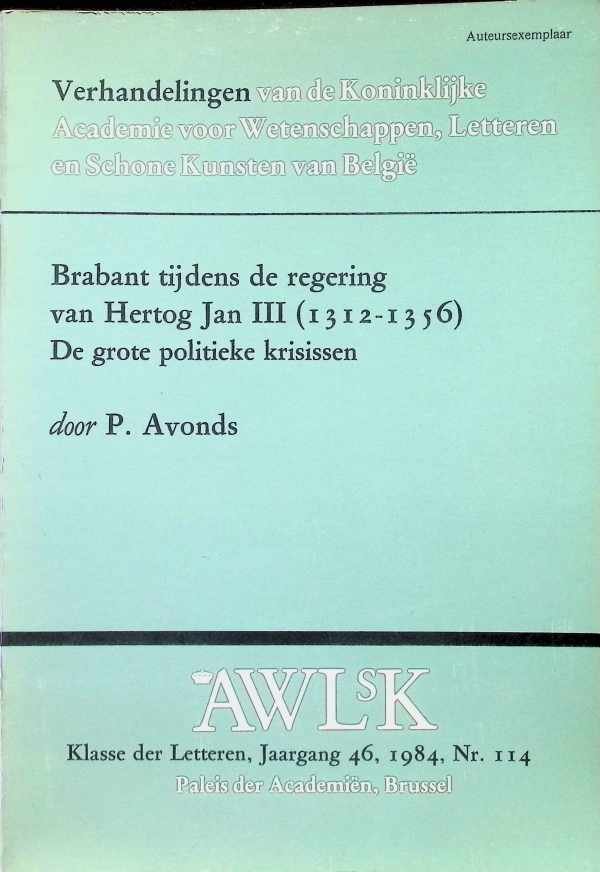 Auteursexemplaar
Verhandelingen van de Koninklijke
Academie voor Wetenschappen, Letteren
en Schone Kunsten van België
Brabant tijdens de regering
van Hertog Jan III (1312-1356)
De grote politieke krisissen
door P. Avonds
AWLSK
Klasse der Letteren, Jaargang 46, 1984, Nr. 114
Paleis der Academiën, Brussel